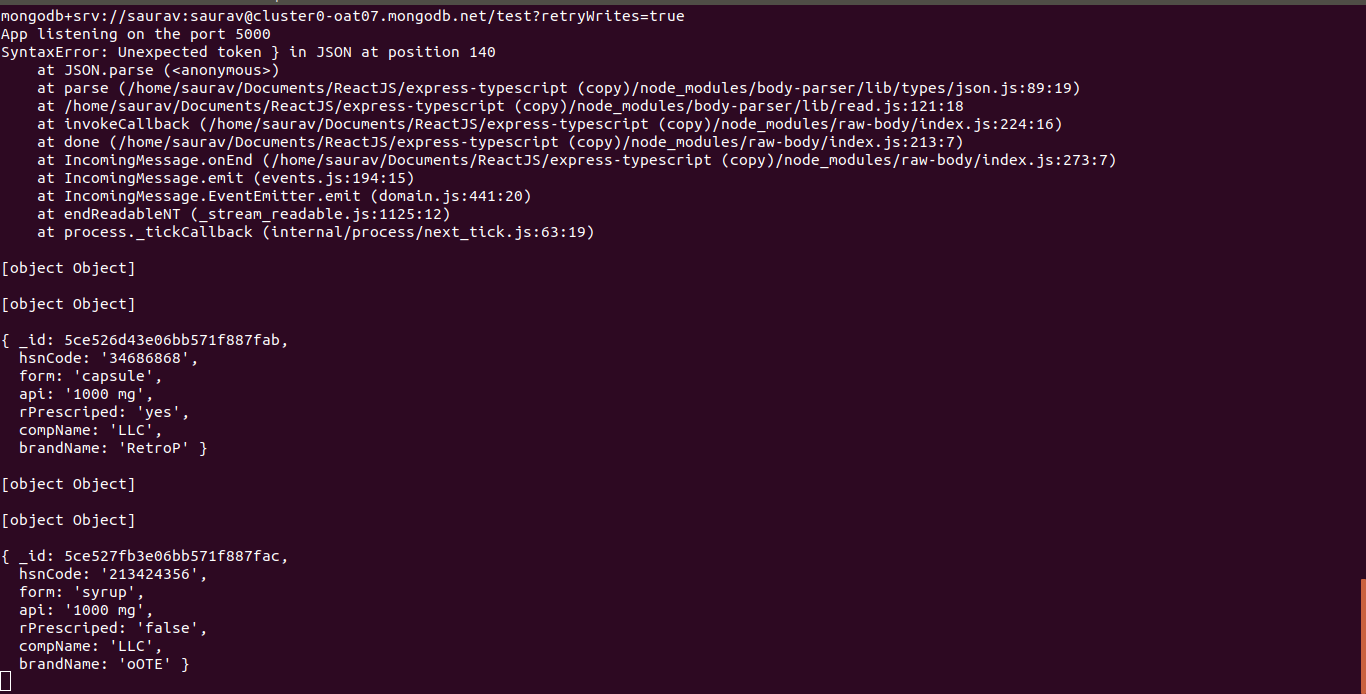 mongodb+srv://saurav:saurav@cluster0-oat07.mongodb.net/test?retryWrites=true
App listening on the port 5000
SyntaxError: Unexpected token } in JSON at position 140
    at JSON.parse (<anonymous>)
    at parse (/home/saurav/Documents/ReactJS/express-typescript (copy)/node_modules/body-parser/lib/types/json.js:89:19)
    at /home/saurav/Documents/ReactJS/express-typescript (copy)/node_modules/body-parser/lib/read.js:121:18
    at invokeCallback (/home/saurav/Documents/ReactJS/express-typescript (copy)/node_modules/raw-body/index.js:224:16)
    at done (/home/saurav/Documents/ReactJS/express-typescript (copy)/node_modules/raw-body/index.js:213:7)
    at IncomingMessage.onEnd (/home/saurav/Documents/ReactJS/express-typescript (copy)/node_modules/raw-body/index.js:273:7)
    at IncomingMessage.emit (events.js:194:15)
    at IncomingMessage.EventEmitter.emit (domain.js:441:20)
    at endReadableNT (_stream_readable.js:1125:12)
    at process._tickCallback (internal/process/next_tick.js:63:19)

[object Object]

[object Object]

{ _id: 5ce526d43e06bb571f887fab,
  hsnCode: '34686868',
  form: 'capsule',
  api: '1000 mg',
  rPrescriped: 'yes',
  compName: 'LLC',
  brandName: 'RetroP' }

[object Object]

[object Object]

{ _id: 5ce527fb3e06bb571f887fac,
  hsnCode: '213424356',
  form: 'syrup',
  api: '1000 mg',
  rPrescriped: 'false',
  compName: 'LLC',
  brandName: 'oOTE' }